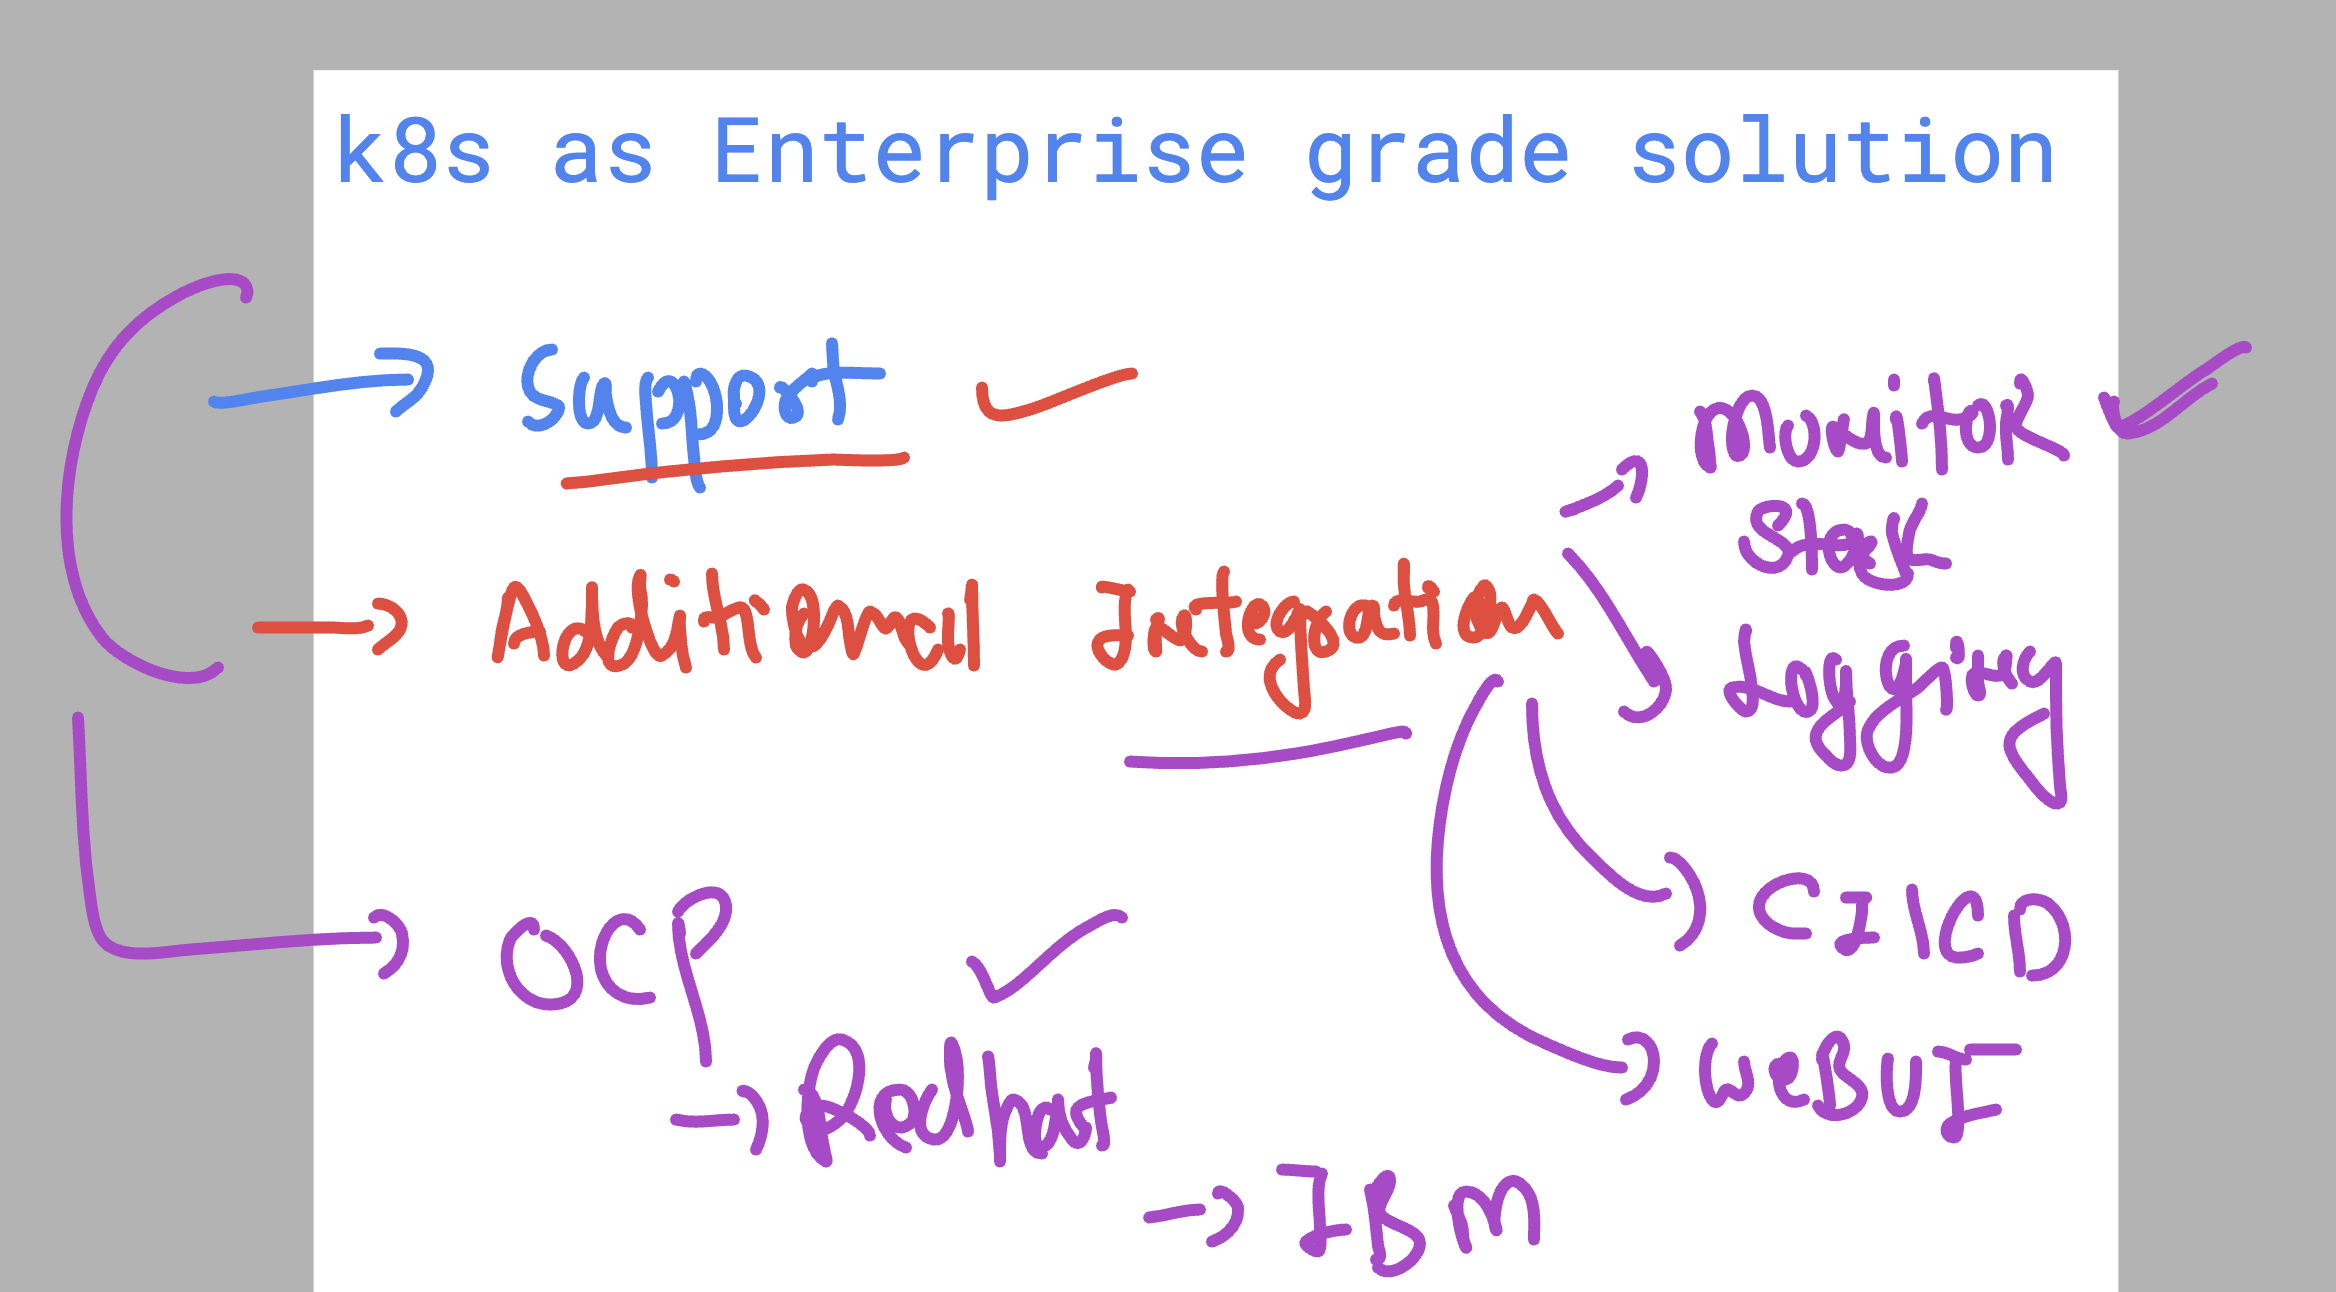 k8s as Enterprise grade solution
Support
Monitor
Stack
Additional Integration
Logging
OCP
CI/CD
Redhat
WeBUI
IBM